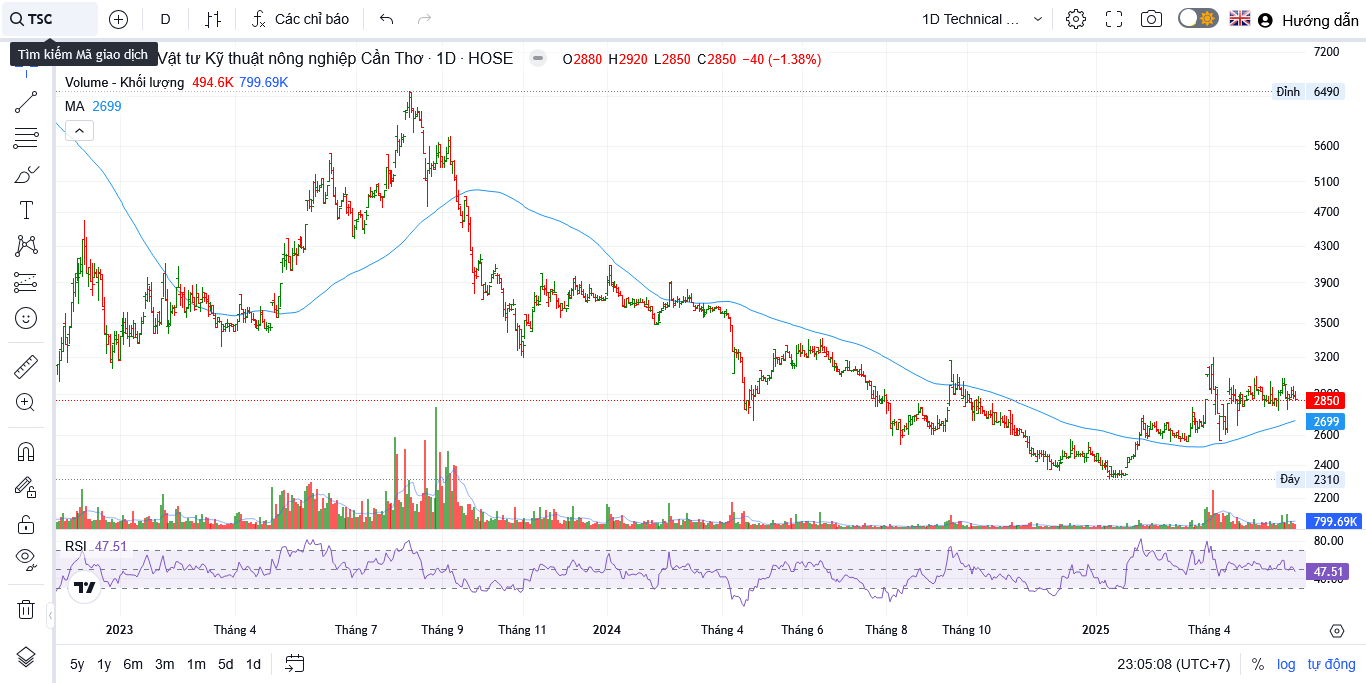 TSC D Các chỉ báo 1D Technical ... Hướng dẫn
Tìm kiếm Mã giao dịch
Vật tư Kỹ thuật nông nghiệp Cần Thơ · 1D · HOSE O2880 H2920 L2850 C2850 −40 (−1.38%)
Volume - Khối lượng 494.6K 799.69K
MA 2699
7200
Đỉnh 6490
5600
5100
4700
4300
3900
3500
3200
2850
2699
2600
2400
Đáy 2310
2200
799.69K
RSI 47.51
80.00
47.51
2023 Tháng 4 Tháng 7 Tháng 9 Tháng 11 2024 Tháng 4 Tháng 6 Tháng 8 Tháng 10 2025 Tháng 4
5y 1y 6m 3m 1m 5d 1d 23:05:08 (UTC+7) % log tự động